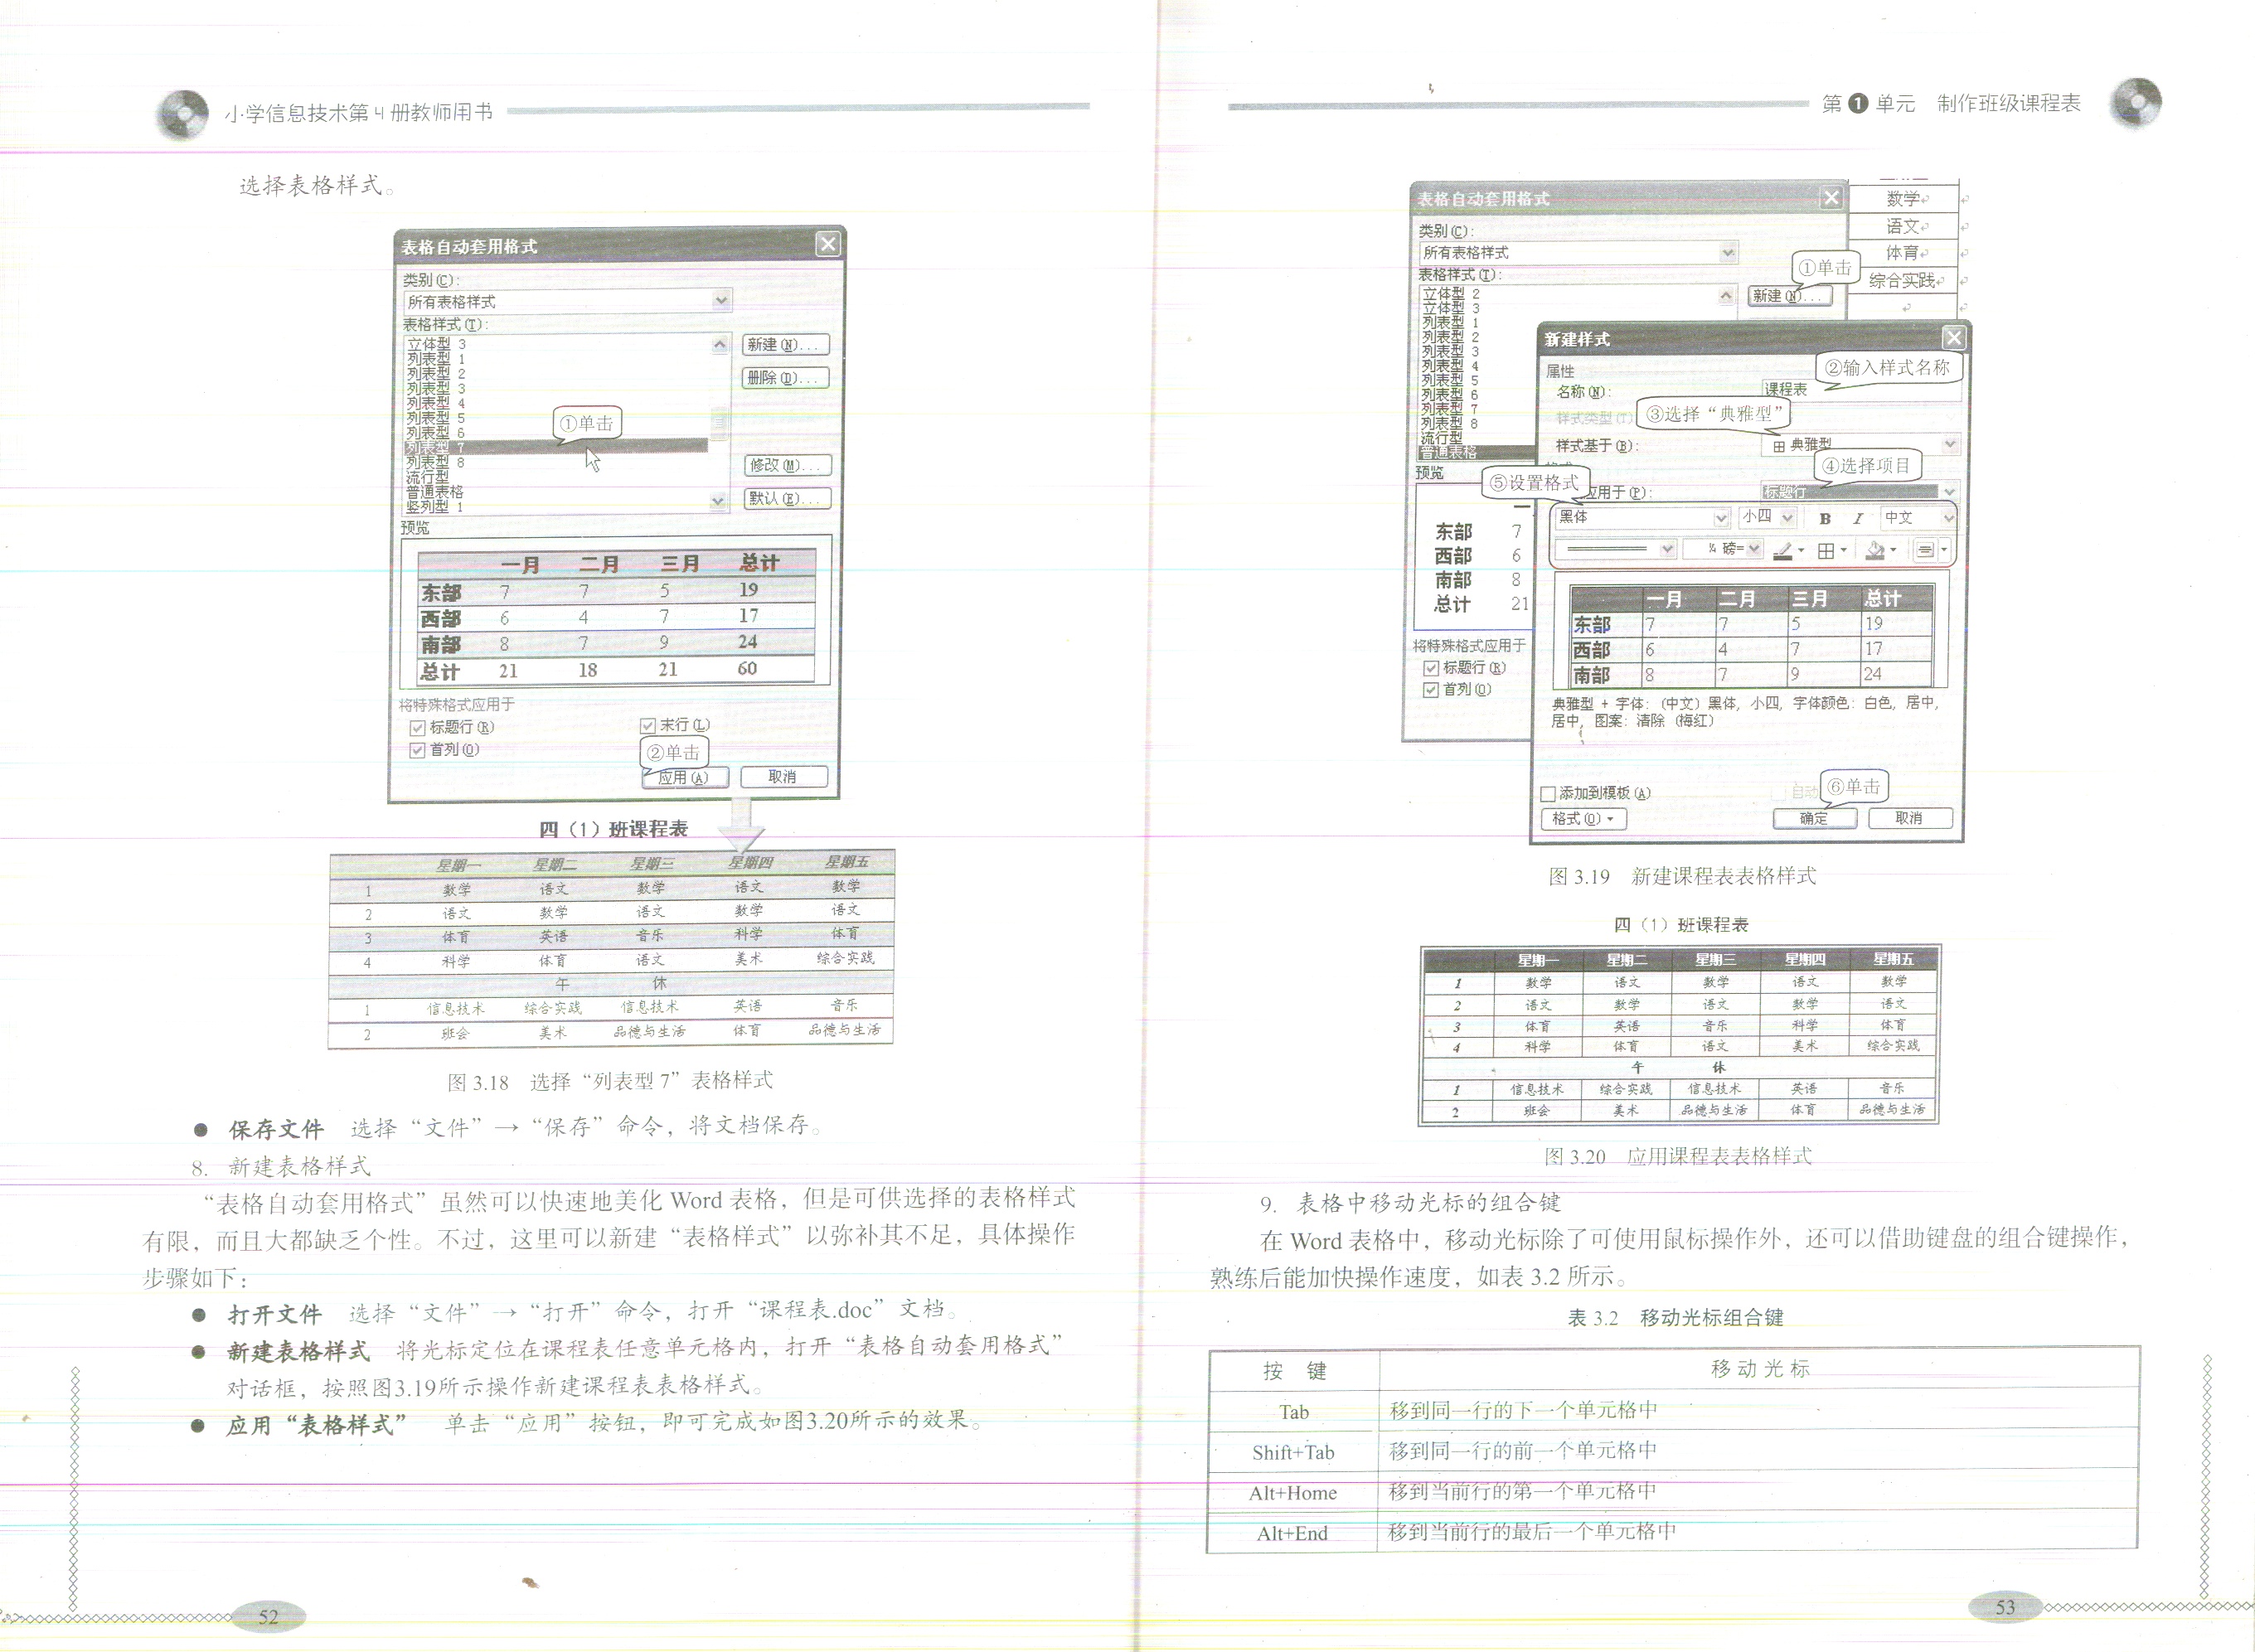 小学信息技术第4册教师用书
选择表格样式。
表格自动套用格式
类别(C):
所有表格样式
表格样式(T):
立体型 3
列表型 1
列表型 2
列表型 3
列表型 4
列表型 5
列表型 6
列表型 7
列表型 8
流行型
普通表格
竖列型 1
新建(N)...
删除(D)...
①单击
修改(M)...
默认(E)...
预览
一月 二月 三月 总计
东部 7 7 5 19
西部 6 4 7 17
南部 8 7 9 24
总计 21 18 21 60
将特殊格式应用于
标题行(R) 末行(L)
首列(O)
②单击
应用(A) 取消
四（1）班课程表
星期一 星期二 星期三 星期四 星期五
1 数学 语文 数学 语文 数学
2 语文 数学 语文 数学 语文
3 体育 英语 音乐 科学 体育
4 科学 体育 语文 美术 综合实践
午 休
1 信息技术 综合实践 信息技术 英语 音乐
2 班会 美术 品德与生活 体育 品德与生活
图 3.18 选择“列表型 7”表格样式
● 保存文件 选择“文件”→“保存”命令，将文档保存。
8. 新建表格样式
“表格自动套用格式”虽然可以快速地美化 Word 表格，但是可供选择的表格样式
有限，而且大都缺乏个性。不过，这里可以新建“表格样式”以弥补其不足，具体操作
步骤如下：
● 打开文件 选择“文件”→“打开”命令，打开“课程表.doc”文档。
● 新建表格样式 将光标定位在课程表任意单元格内，打开“表格自动套用格式”
对话框，按照图3.19所示操作新建课程表表格样式。
● 应用“表格样式” 单击“应用”按钮，即可完成如图3.20所示的效果。
52
第1单元 制作班级课程表
表格自动套用格式
类别(C):
所有表格样式
表格样式(T):
立体型 2
立体型 3
列表型 1
列表型 2
列表型 3
列表型 4
列表型 5
列表型 6
列表型 7
列表型 8
流行型
普通表格
①单击
新建(N)...
数学
语文
体育
综合实践
预览
东部 7
西部 6
南部 8
总计 21
将特殊格式应用于
标题行(R)
首列(O)
新建样式
属性
②输入样式名称
名称(N): 课程表
③选择“典雅型”
样式类型(T)
样式基于(B): 典雅型
④选择项目
⑤设置格式
应用于(P): 标题行
黑体 小四 B I 中文
½ 磅
一月 二月 三月 总计
东部 7 7 5 19
西部 6 4 7 17
南部 8 7 9 24
典雅型 + 字体: (中文) 黑体, 小四, 字体颜色: 白色, 居中,
居中, 图案: 清除 (梅红)
⑥单击
添加到模板(A) 自动
格式(O) 确定 取消
图 3.19 新建课程表表格样式
四（1）班课程表
星期一 星期二 星期三 星期四 星期五
1 数学 语文 数学 语文 数学
2 语文 数学 语文 数学 语文
3 体育 英语 音乐 科学 体育
4 科学 体育 语文 美术 综合实践
午 休
1 信息技术 综合实践 信息技术 英语 音乐
2 班会 美术 品德与生活 体育 品德与生活
图 3.20 应用课程表表格样式
9. 表格中移动光标的组合键
在 Word 表格中，移动光标除了可使用鼠标操作外，还可以借助键盘的组合键操作，
熟练后能加快操作速度，如表 3.2 所示。
表 3.2 移动光标组合键
按 键 移 动 光 标
Tab 移到同一行的下一个单元格中
Shift+Tab 移到同一行的前一个单元格中
Alt+Home 移到当前行的第一个单元格中
Alt+End 移到当前行的最后一个单元格中
53